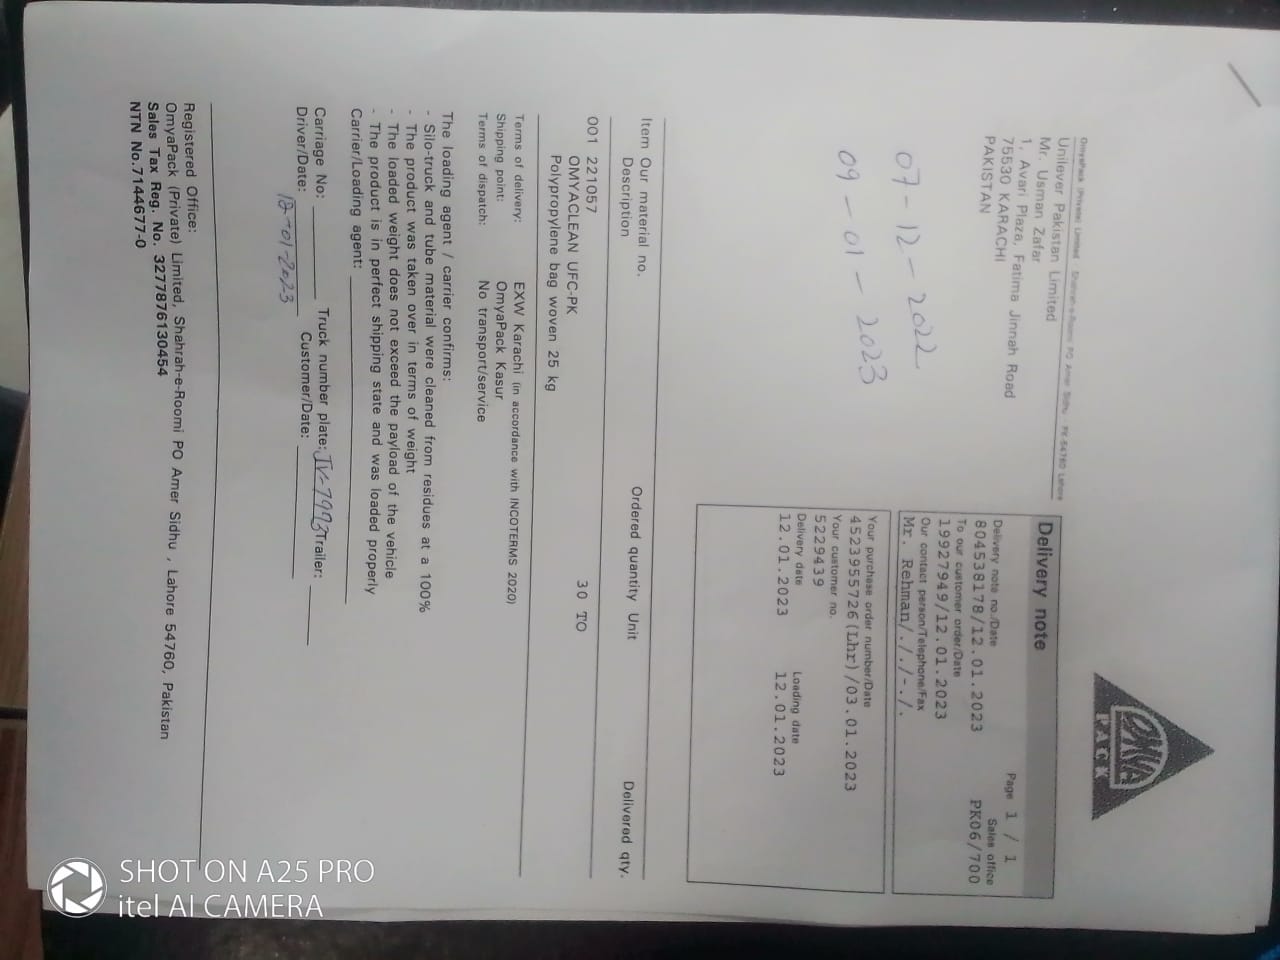 OMYA
PACK
OmyaPack (Private) Limited Shahrah-e-Roomi PO Amer Sidhu PK-54760 Lahore
Unilever Pakistan Limited
Mr. Usman Zafar
1, Avari Plaza, Fatima Jinnah Road
75530 KARACHI
PAKISTAN
Delivery note
Page 1 / 1
Delivery note no./Date
Sales office
804538178/12.01.2023
PK06/700
To our customer order/Date
19927949/12.01.2023
Our contact person/Telephone/Fax
Mr. Rehman/././-./.
Your purchase order number/Date
4523955726(Lhr)/03.01.2023
Your customer no.
5229439
Delivery date
Loading date
12.01.2023
12.01.2023
07-12-2022
09-01-2023
Item Our material no. Ordered quantity Unit Delivered qty.
Description
001 221057 30 TO
OMYACLEAN UFC-PK
Polypropylene bag woven 25 kg
Terms of delivery: EXW Karachi (in accordance with INCOTERMS 2020)
Shipping point: OmyaPack Kasur
Terms of dispatch: No transport/service
The loading agent / carrier confirms:
- Silo-truck and tube material were cleaned from residues at a 100%
- The product was taken over in terms of weight
- The loaded weight does not exceed the payload of the vehicle
- The product is in perfect shipping state and was loaded properly
Carrier/Loading agent:
Carriage No: Truck number plate: Trailer:
Driver/Date: 12-01-2023 Customer/Date:
Registered Office:
OmyaPack (Private) Limited, Shahrah-e-Roomi PO Amer Sidhu , Lahore 54760, Pakistan
Sales Tax Reg. No. 3277876130454
NTN No.7144677-0
SHOT ON A25 PRO
itel AI CAMERA